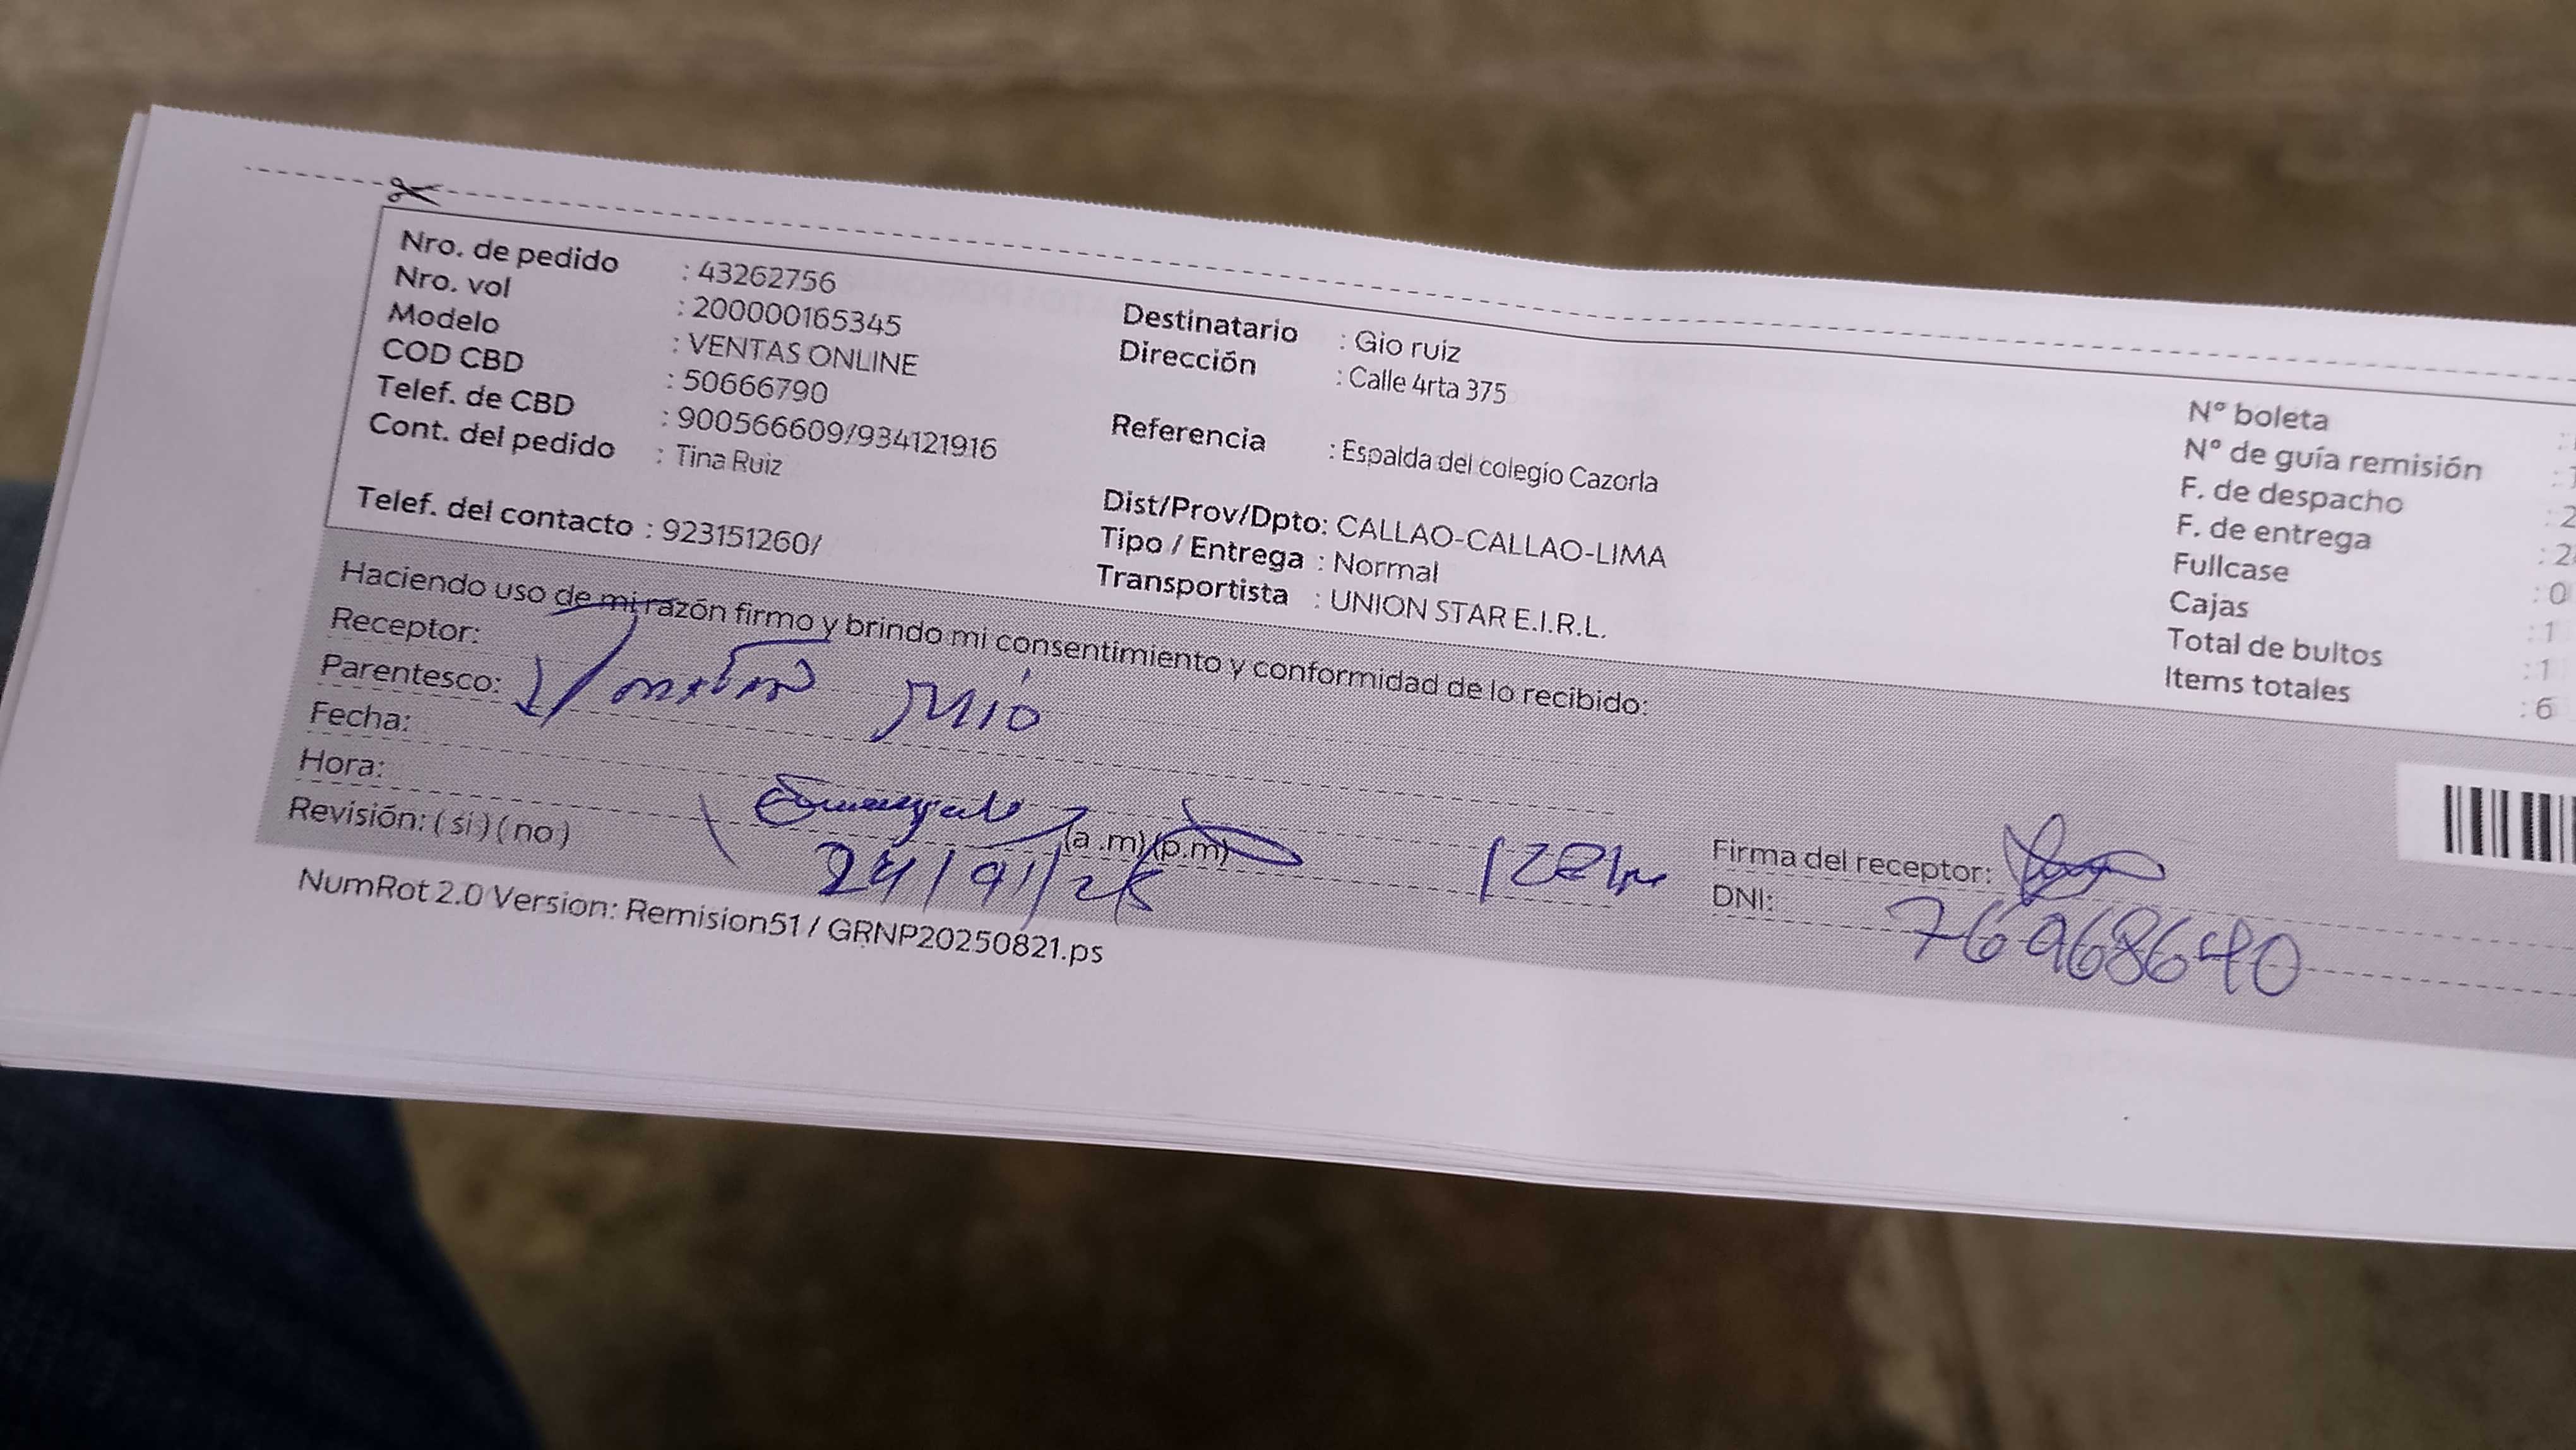 Nro. de pedido : 43262756
Nro. vol : 200000165345
Modelo : VENTAS ONLINE
COD CBD : 50666790
Telef. de CBD : 900566609/934121916
Cont. del pedido : Tina Ruiz
Telef. del contacto : 923151260/
Destinatario : Gio ruiz
Dirección : Calle 4rta 375
Referencia : Espalda del colegio Cazorla
Dist/Prov/Dpto: CALLAO-CALLAO-LIMA
Tipo / Entrega : Normal
Transportista : UNION STAR E.I.R.L.
N° boleta :
N° de guía remisión :
F. de despacho : 2
F. de entrega : 2
Fullcase : 0
Cajas : 1
Total de bultos : 1
Items totales : 6
Haciendo uso de mi razón firmo y brindo mi consentimiento y conformidad de lo recibido:
Receptor:
Parentesco:
Fecha:
Hora: (a.m) (p.m)
Revisión: ( si ) ( no )
Firma del receptor:
DNI: 76968640
NumRot 2.0 Version: Remision51 / GRNP20250821.ps